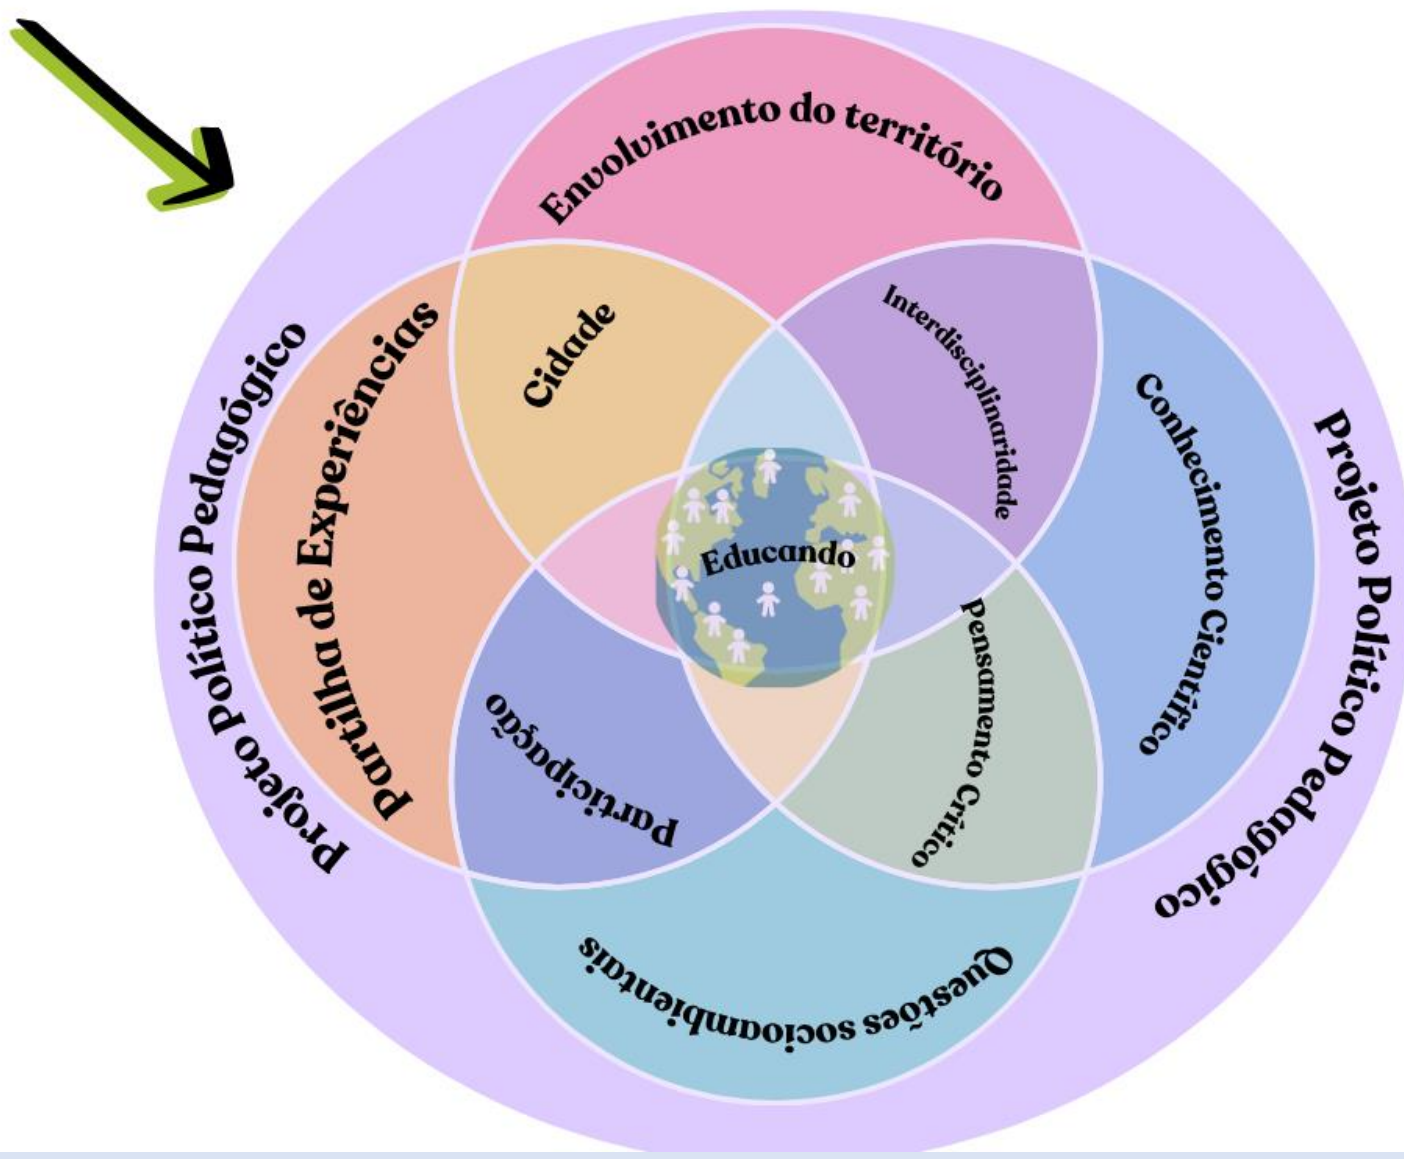 Envolvimento do território
Cidade
Interdisciplinaridade
Projeto Político Pedagógico
Partilha de Experiências
Educando
Conhecimento Científico
Projeto Político Pedagógico
Participação
Pensamento Crítico
Questões socioambientais